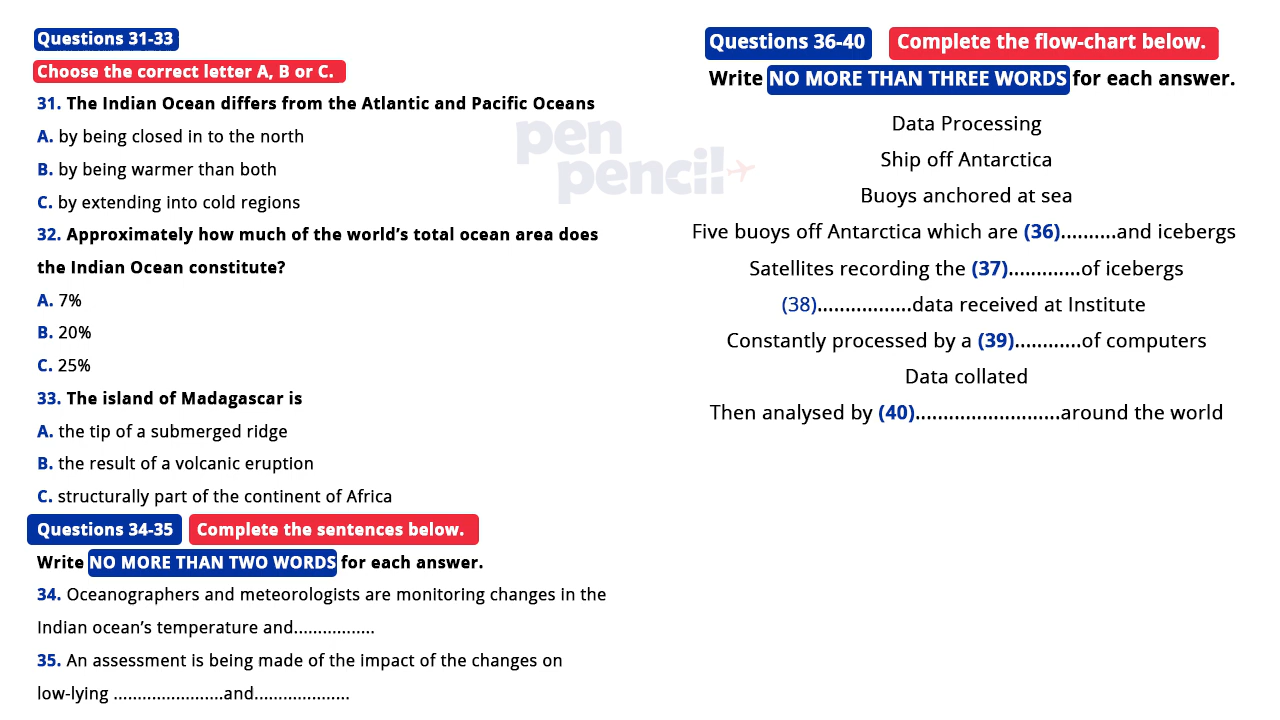 Questions 31-33
Choose the correct letter A, B or C.
31. The Indian Ocean differs from the Atlantic and Pacific Oceans
A. by being closed in to the north
B. by being warmer than both
C. by extending into cold regions
32. Approximately how much of the world's total ocean area does
the Indian Ocean constitute?
A. 7%
B. 20%
C. 25%
33. The island of Madagascar is
A. the tip of a submerged ridge
B. the result of a volcanic eruption
C. structurally part of the continent of Africa
Questions 34-35 Complete the sentences below.
Write NO MORE THAN TWO WORDS for each answer.
34. Oceanographers and meteorologists are monitoring changes in the
Indian ocean's temperature and.................
35. An assessment is being made of the impact of the changes on
low-lying .......................and....................
pen
pencil
Questions 36-40 Complete the flow-chart below.
Write NO MORE THAN THREE WORDS for each answer.
Data Processing
Ship off Antarctica
Buoys anchored at sea
Five buoys off Antarctica which are (36)..........and icebergs
Satellites recording the (37).............of icebergs
(38).................data received at Institute
Constantly processed by a (39)............of computers
Data collated
Then analysed by (40)..........................around the world